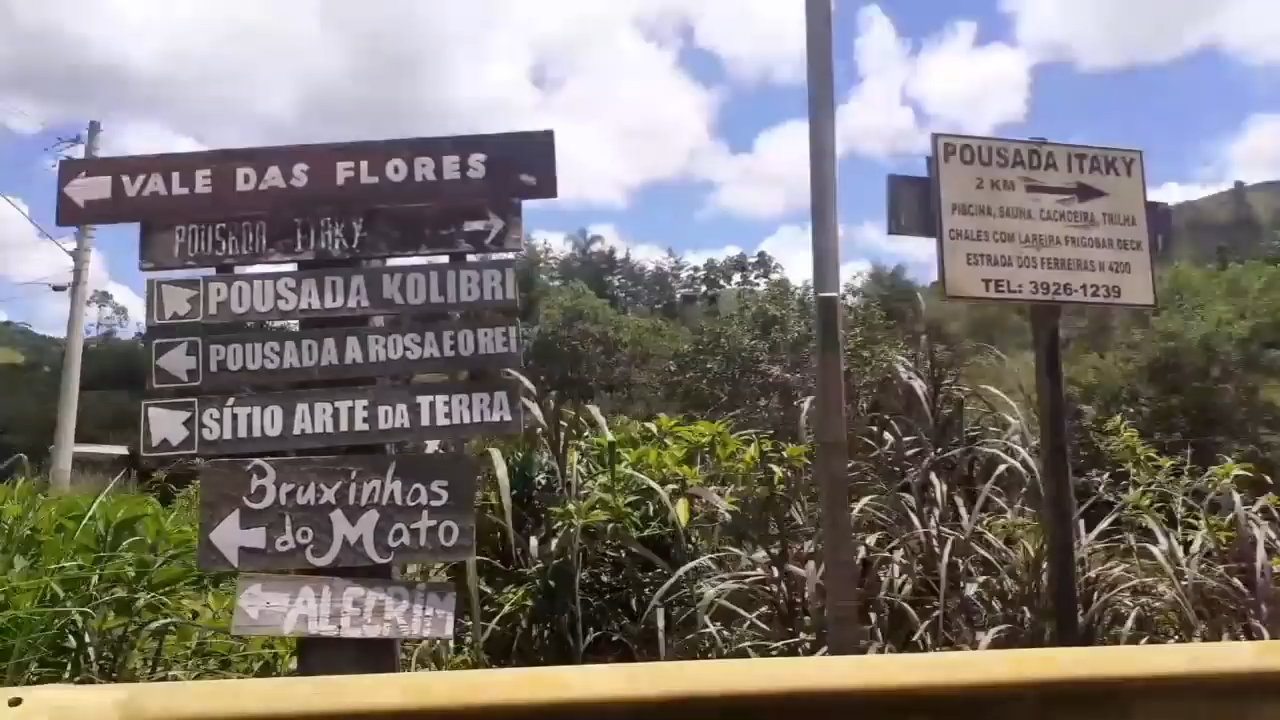 VALE DAS FLORES
POUSADA ITAKY
POUSADA KOLIBRI
POUSADA A ROSA E O REI
SÍTIO ARTE DA TERRA
Bruxinhas
do Mato
ALECRIM
POUSADA ITAKY
2 KM
PISCINA, SAUNA, CACHOEIRA, TRILHA
CHALES COM LAREIRA FRIGOBAR DECK
ESTRADA DOS FERREIRAS N 4200
TEL: 3926-1239